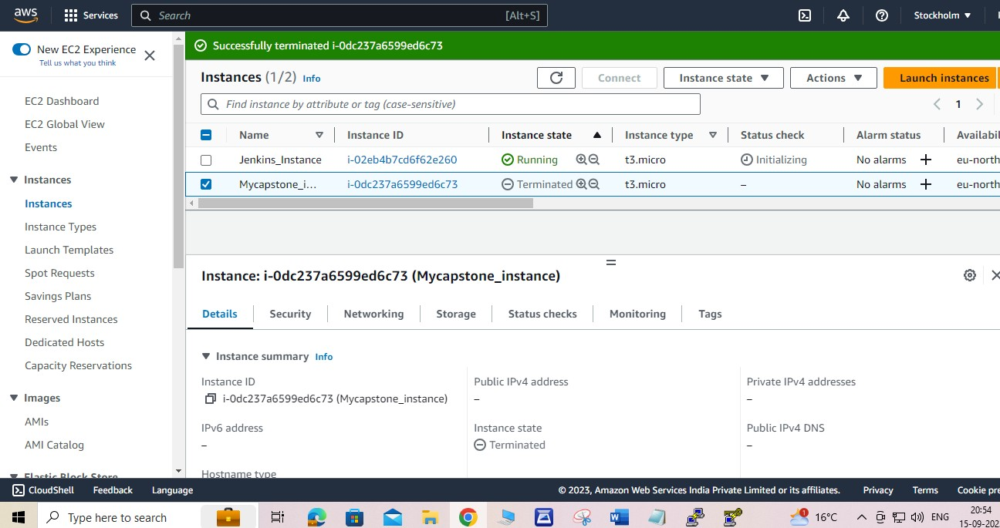 aws
Services
Search
[Alt+S]
Stockholm
New EC2 Experience
Tell us what you think
EC2 Dashboard
EC2 Global View
Events
Instances
Instances
Instance Types
Launch Templates
Spot Requests
Savings Plans
Reserved Instances
Dedicated Hosts
Capacity Reservations
Images
AMIs
AMI Catalog
Elastic Block Store
Successfully terminated i-0dc237a6599ed6c73
Instances (1/2) Info
Connect
Instance state
Actions
Launch instances
Find instance by attribute or tag (case-sensitive)
1
Name Instance ID Instance state Instance type Status check Alarm status Availabil
Jenkins_Instance i-02eb4b7cd6f62e260 Running t3.micro Initializing No alarms + eu-north
Mycapstone_i... i-0dc237a6599ed6c73 Terminated t3.micro – No alarms + eu-north
Instance: i-0dc237a6599ed6c73 (Mycapstone_instance)
Details Security Networking Storage Status checks Monitoring Tags
Instance summary Info
Instance ID
i-0dc237a6599ed6c73 (Mycapstone_instance)
Public IPv4 address
–
Private IPv4 addresses
–
IPv6 address
–
Instance state
Terminated
Public IPv4 DNS
–
Hostname type
CloudShell Feedback Language © 2023, Amazon Web Services India Private Limited or its affiliates. Privacy Terms Cookie pre
Type here to search
1
16°C
ENG
20:54
15-09-202